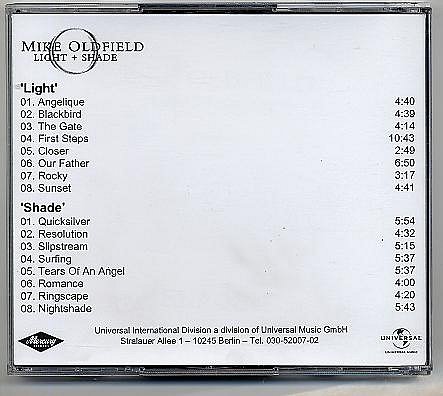 MIKE OLDFIELD
LIGHT + SHADE
'Light'
01. Angelique 4:40
02. Blackbird 4:39
03. The Gate 4:14
04. First Steps 10:43
05. Closer 2:49
06. Our Father 6:50
07. Rocky 3:17
08. Sunset 4:41
'Shade'
01. Quicksilver 5:54
02. Resolution 4:32
03. Slipstream 5:15
04. Surfing 5:37
05. Tears Of An Angel 5:37
06. Romance 4:00
07. Ringscape 4:20
08. Nightshade 5:43
Universal International Division a division of Universal Music GmbH
Stralauer Allee 1 – 10245 Berlin – Tel. 030-52007-02
Mercury
UNIVERSAL
UNIVERSAL MUSIC